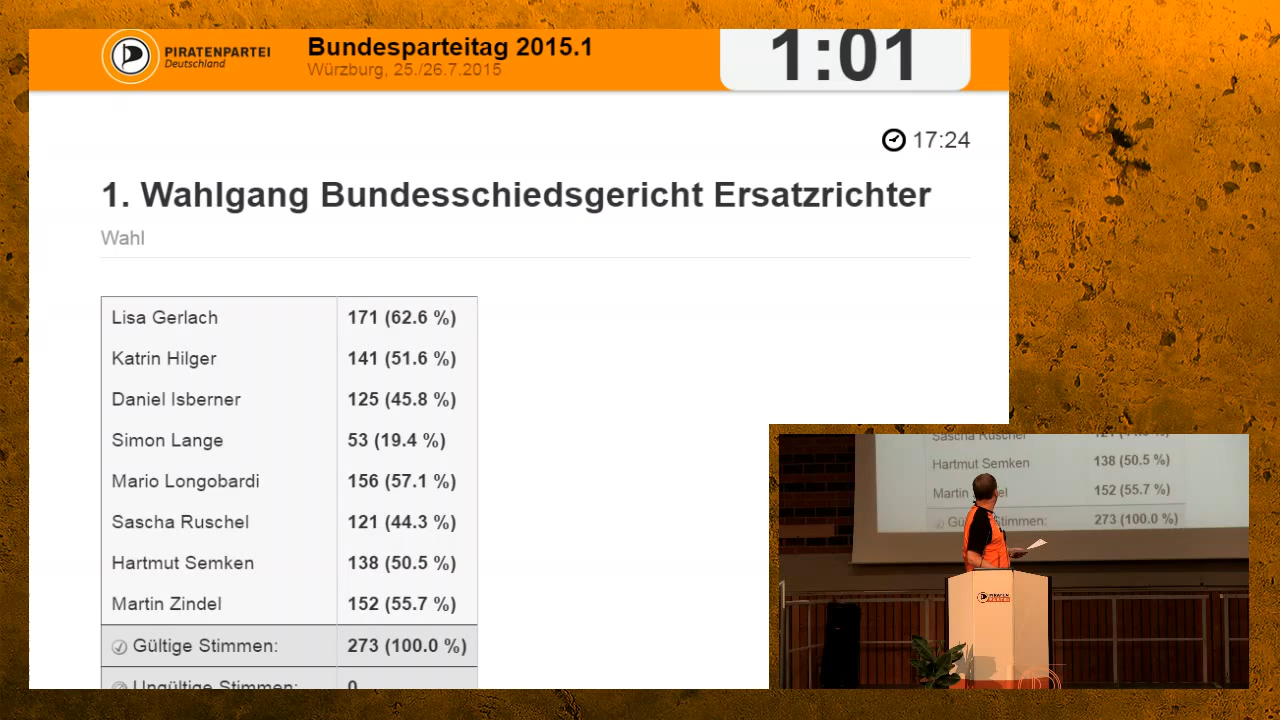 PIRATENPARTEI
Deutschland
Bundesparteitag 2015.1
Würzburg, 25./26.7.2015
1:01
17:24
1. Wahlgang Bundesschiedsgericht Ersatzrichter
Wahl
Lisa Gerlach 171 (62.6 %)
Katrin Hilger 141 (51.6 %)
Daniel Isberner 125 (45.8 %)
Simon Lange 53 (19.4 %)
Mario Longobardi 156 (57.1 %)
Sascha Ruschel 121 (44.3 %)
Hartmut Semken 138 (50.5 %)
Martin Zindel 152 (55.7 %)
Gültige Stimmen: 273 (100.0 %)
Ungültige Stimmen: 0
Sascha Ruschel
Hartmut Semken 138 (50.5 %)
Martin 152 (55.7 %)
273 (100.0 %)
PIRATEN
PARTEI